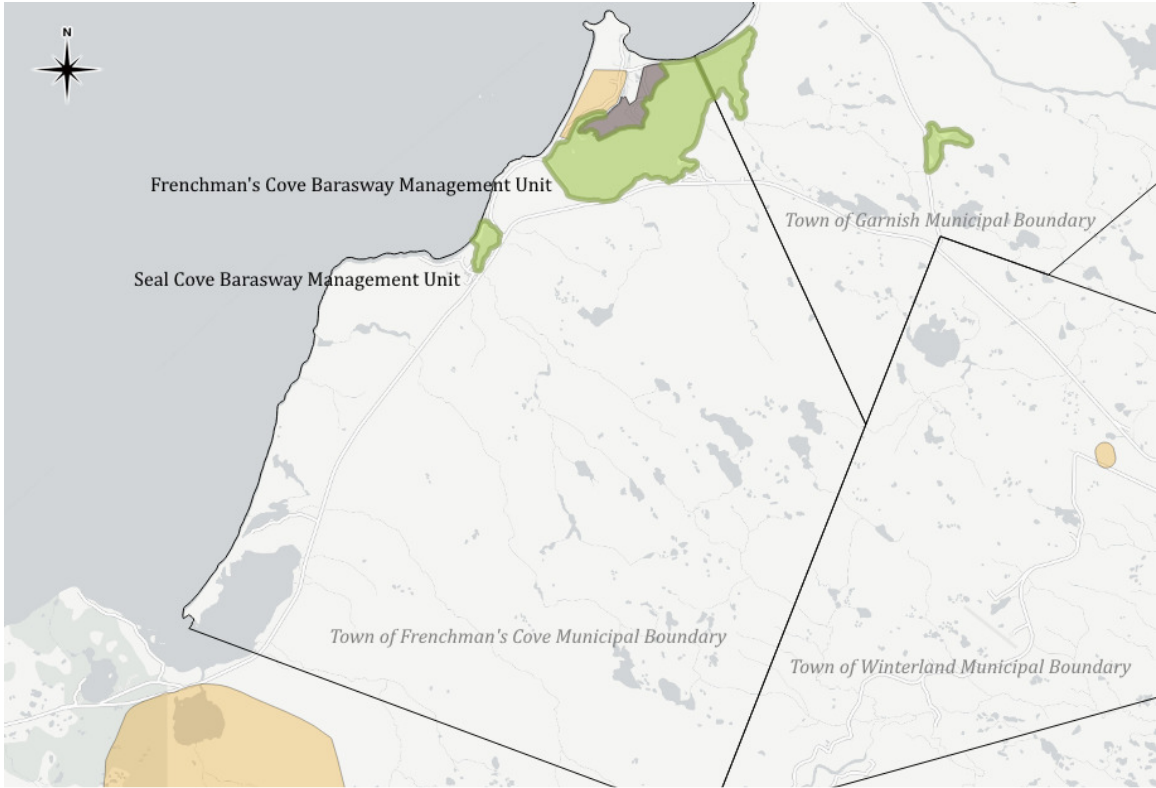 N
Frenchman's Cove Barasway Management Unit
Town of Garnish Municipal Boundary
Seal Cove Barasway Management Unit
Town of Frenchman's Cove Municipal Boundary
Town of Winterland Municipal Boundary